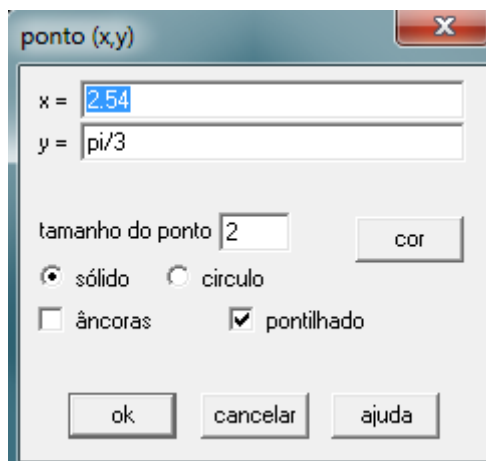 ponto (x,y)
x = 2.54
y = pi/3
tamanho do ponto 2 cor
sólido circulo
âncoras pontilhado
ok cancelar ajuda